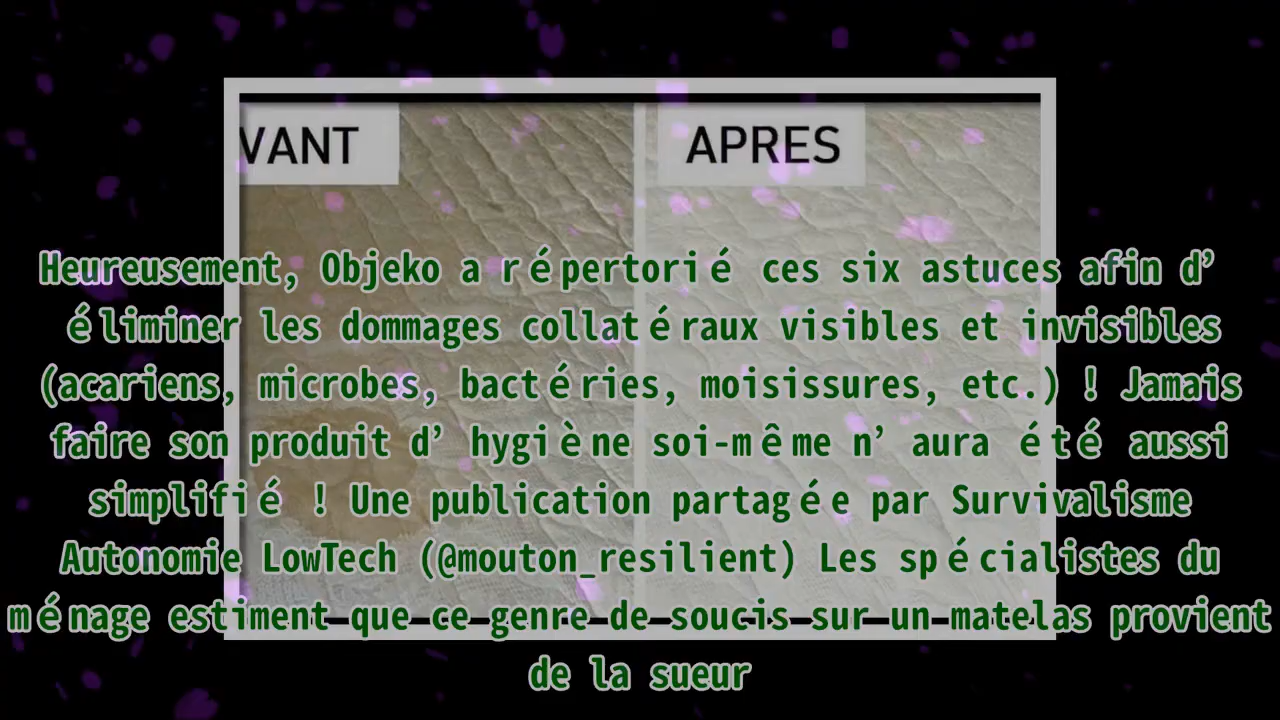 VANT
APRES
Heureusement, Objeko a répertorié ces six astuces afin d’
éliminer les dommages collatéraux visibles et invisibles
(acariens, microbes, bactéries, moisissures, etc.) ! Jamais
faire son produit d’ hygiène soi-même n’ aura été aussi
simplifié ! Une publication partagée par Survivalisme
Autonomie LowTech (@mouton_resilient) Les spécialistes du
ménage estiment que ce genre de soucis sur un matelas provient
de la sueur